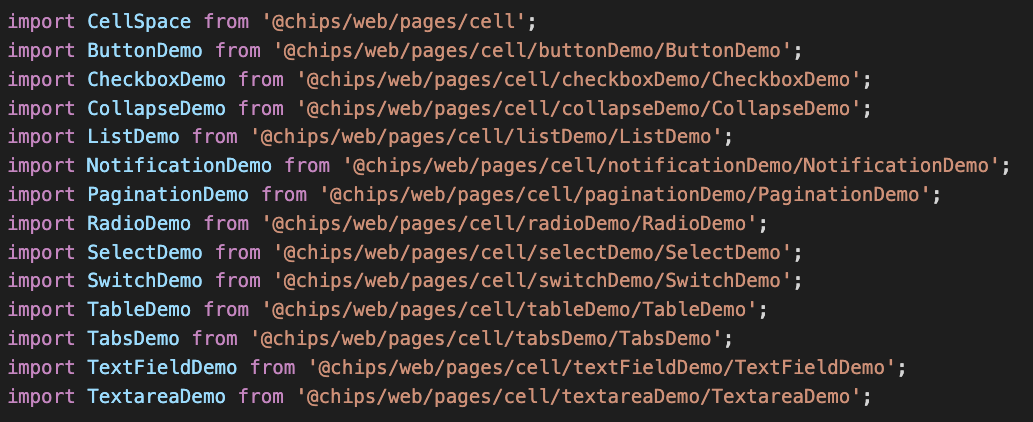 import CellSpace from '@chips/web/pages/cell';
import ButtonDemo from '@chips/web/pages/cell/buttonDemo/ButtonDemo';
import CheckboxDemo from '@chips/web/pages/cell/checkboxDemo/CheckboxDemo';
import CollapseDemo from '@chips/web/pages/cell/collapseDemo/CollapseDemo';
import ListDemo from '@chips/web/pages/cell/listDemo/ListDemo';
import NotificationDemo from '@chips/web/pages/cell/notificationDemo/NotificationDemo';
import PaginationDemo from '@chips/web/pages/cell/paginationDemo/PaginationDemo';
import RadioDemo from '@chips/web/pages/cell/radioDemo/RadioDemo';
import SelectDemo from '@chips/web/pages/cell/selectDemo/SelectDemo';
import SwitchDemo from '@chips/web/pages/cell/switchDemo/SwitchDemo';
import TableDemo from '@chips/web/pages/cell/tableDemo/TableDemo';
import TabsDemo from '@chips/web/pages/cell/tabsDemo/TabsDemo';
import TextFieldDemo from '@chips/web/pages/cell/textFieldDemo/TextFieldDemo';
import TextareaDemo from '@chips/web/pages/cell/textareaDemo/TextareaDemo';